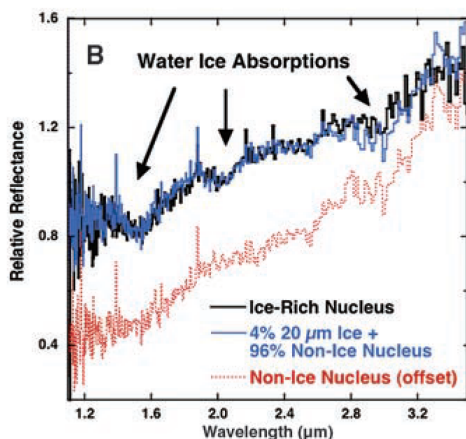 1.6
B
Water Ice Absorptions
1.2
0.8
0.4
Relative Reflectance
Ice-Rich Nucleus
4% 20 µm Ice +
96% Non-Ice Nucleus
Non-Ice Nucleus (offset)
1.2 1.6 2.0 2.4 2.8 3.2
Wavelength (µm)